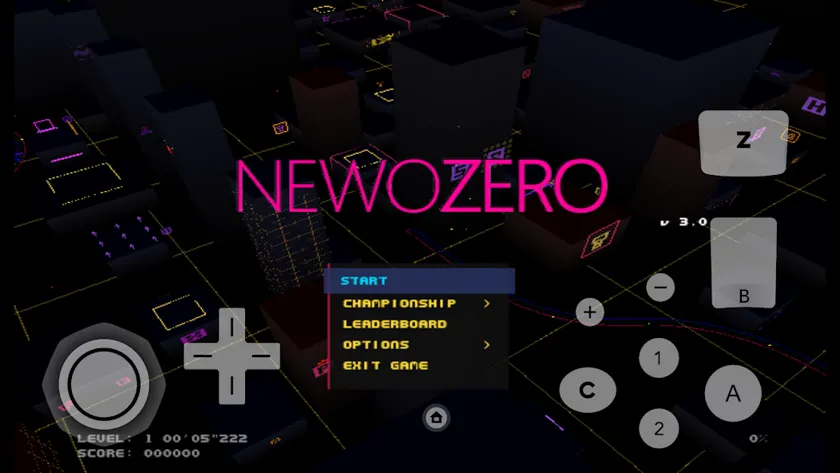 Z
NEWOZERO
v 3.0
B
START
CHAMPIONSHIP >
LEADERBOARD
OPTIONS >
EXIT GAME
−
+
1
C
A
2
LEVEL: 1 00'05"222
SCORE: 000000
0%
H